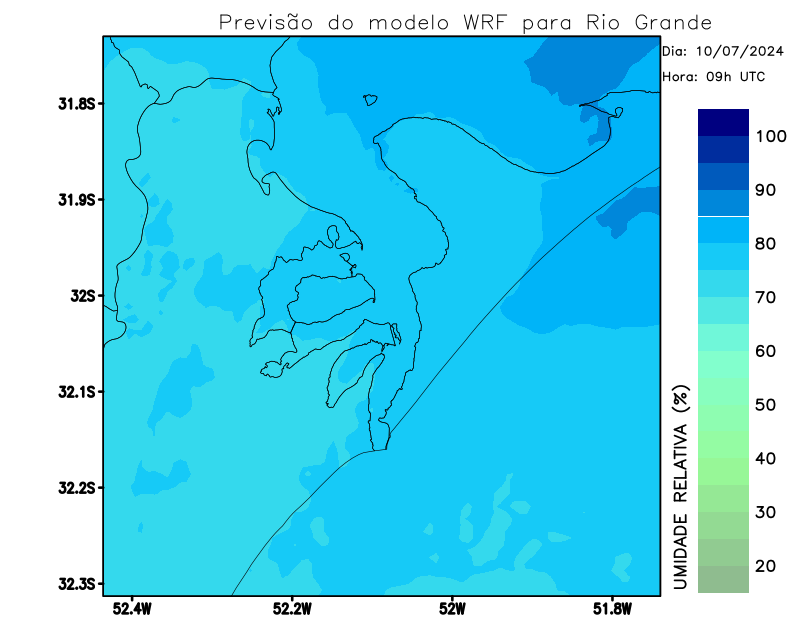 Previsão do modelo WRF para Rio Grande
Dia: 10/07/2024
Hora: 09h UTC
31.8S
31.9S
32S
32.1S
32.2S
32.3S
52.4W
52.2W
52W
51.8W
100
90
80
70
60
50
40
30
20
UMIDADE RELATIVA (%)